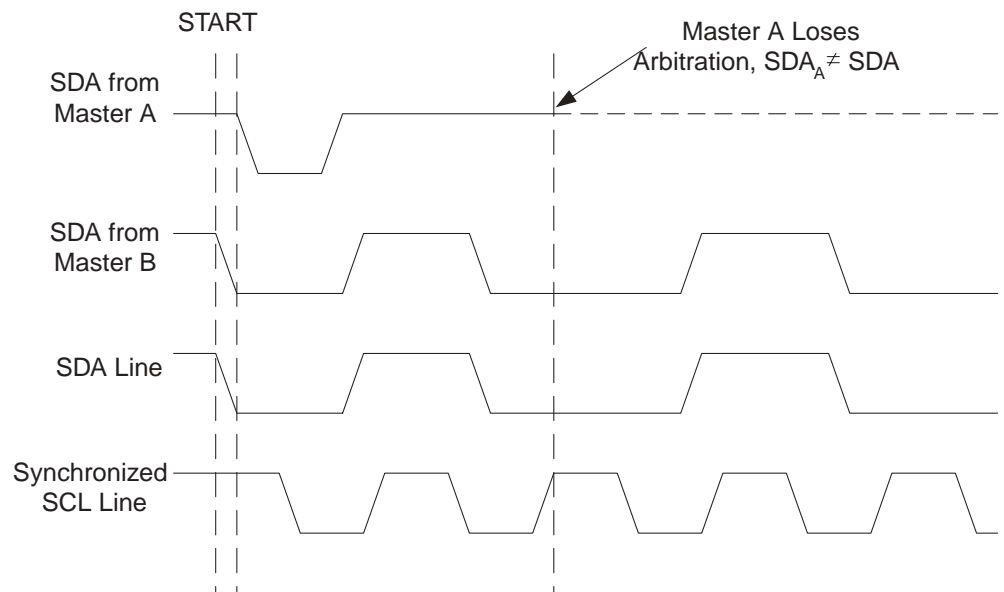 START
Master A Loses
Arbitration, SDA_A ≠ SDA
SDA from
Master A
SDA from
Master B
SDA Line
Synchronized
SCL Line